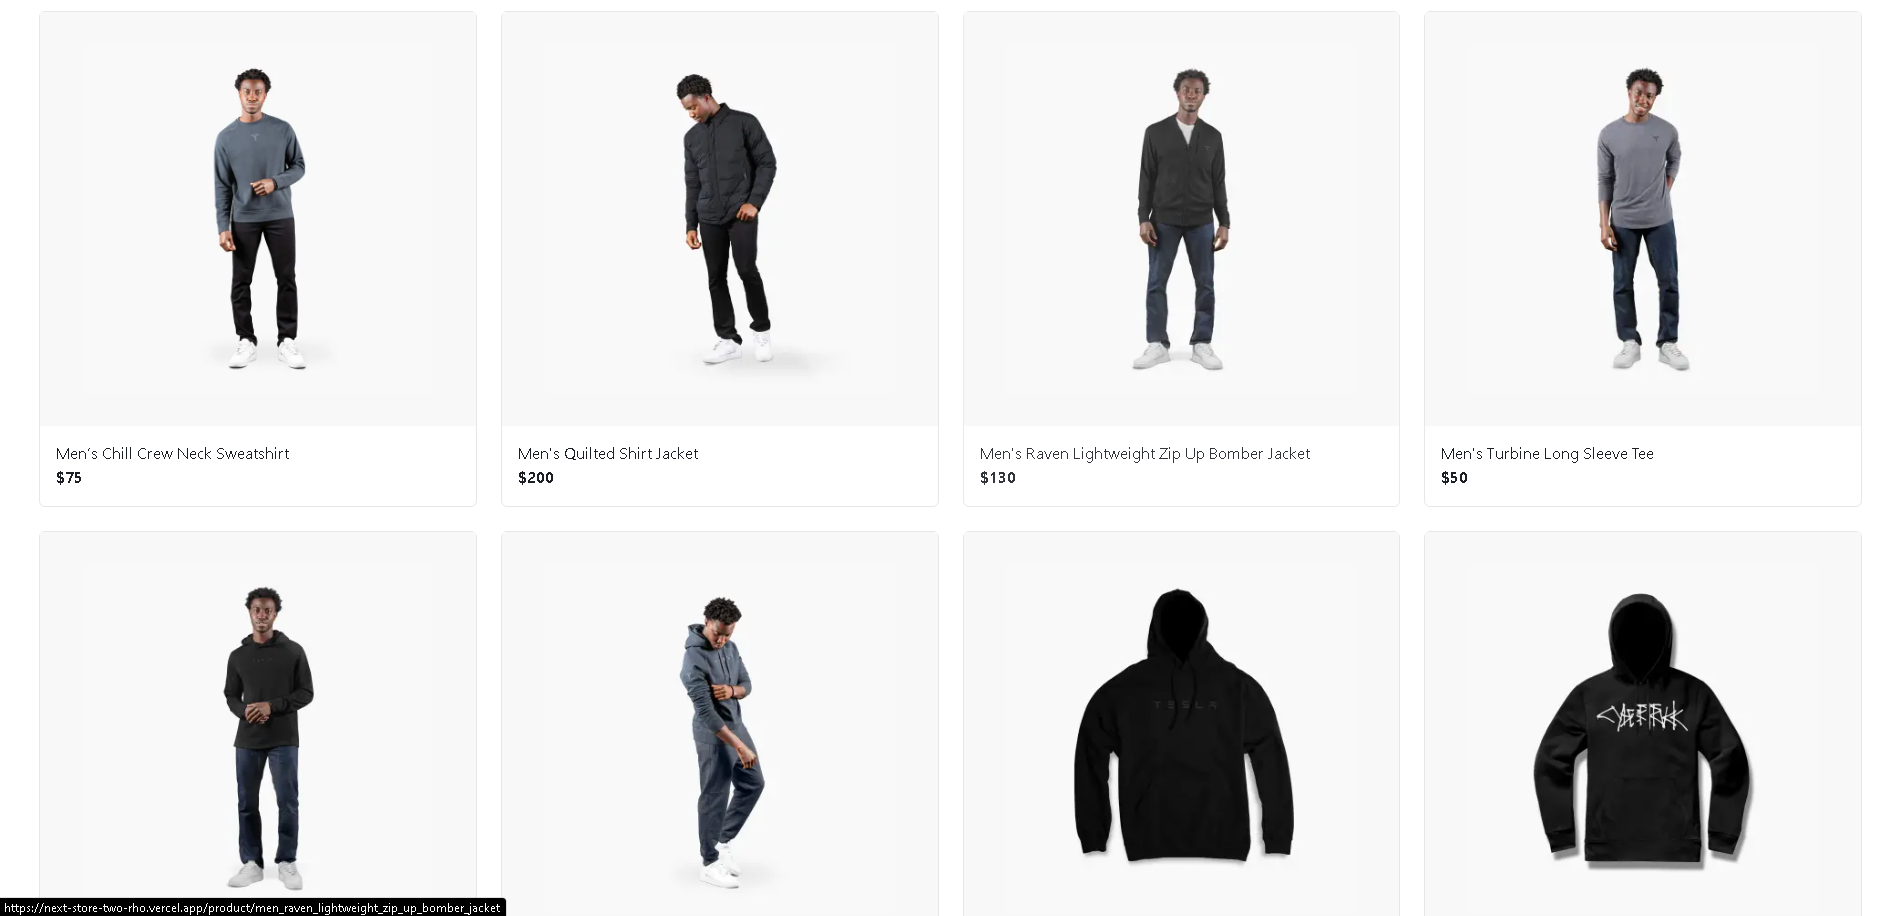 Men's Chill Crew Neck Sweatshirt
$75
Men's Quilted Shirt Jacket
$200
Men's Raven Lightweight Zip Up Bomber Jacket
$130
Men's Turbine Long Sleeve Tee
$50
TESLA
CYBERTRUCK
https://next-store-two-rho.vercel.app/product/men_raven_lightweight_zip_up_bomber_jacket